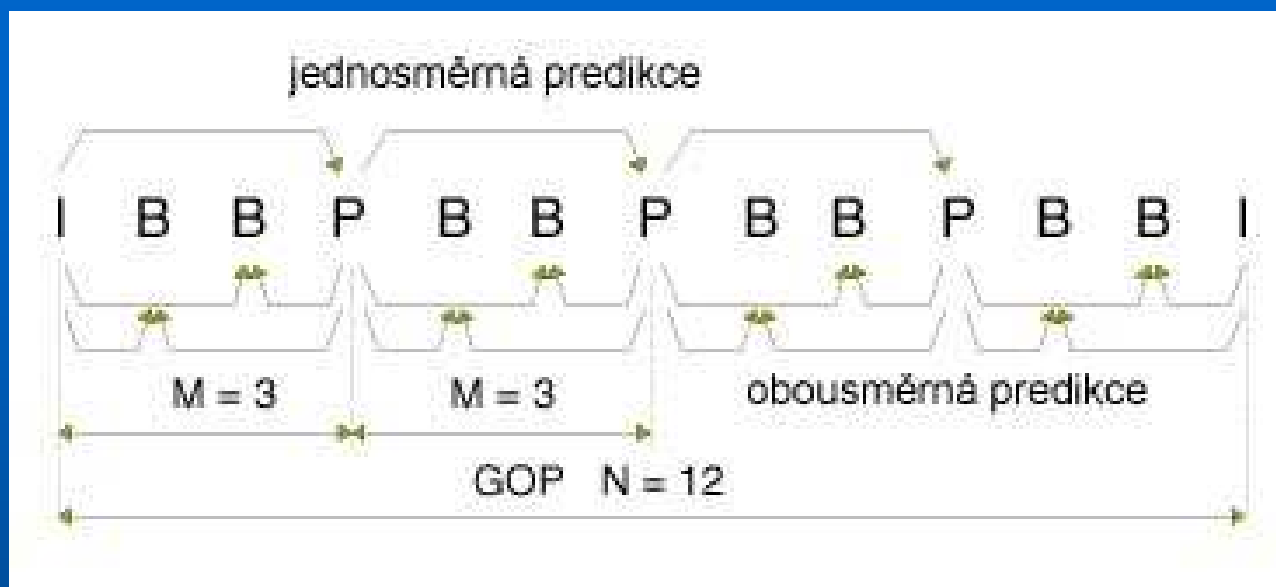 jednosměrná predikce
I B B P B B P B B P B B I
M = 3 M = 3 obousměrná predikce
GOP N = 12